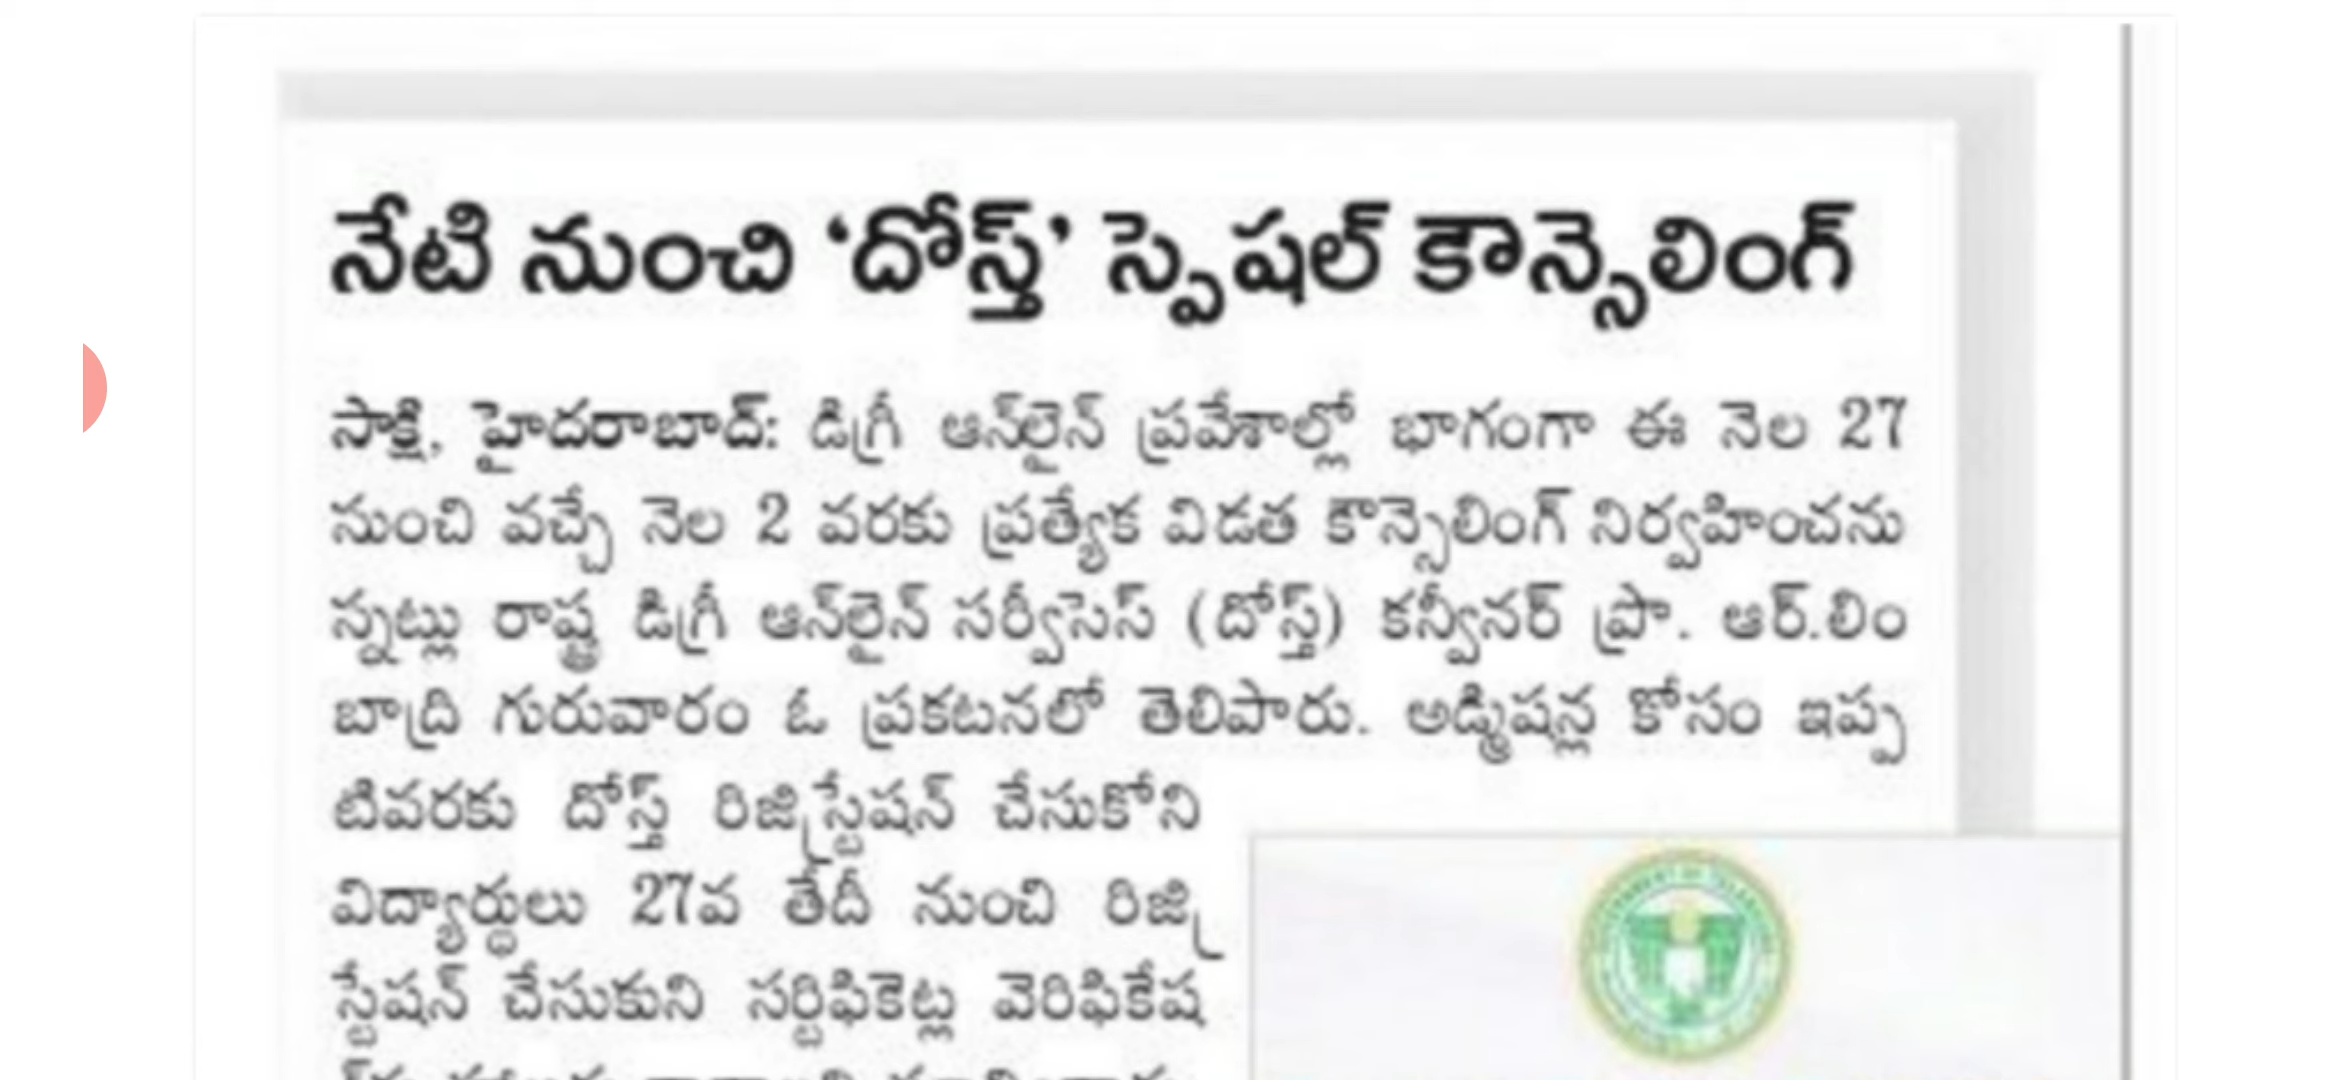 నేటి నుంచి ‘దోస్త్’ స్పెషల్ కౌన్సెలింగ్
సాక్షి, హైదరాబాద్: డిగ్రీ ఆన్‌లైన్ ప్రవేశాల్లో భాగంగా ఈ నెల 27
నుంచి వచ్చే నెల 2 వరకు ప్రత్యేక విడత కౌన్సెలింగ్ నిర్వహించను
న్నట్లు రాష్ట్ర డిగ్రీ ఆన్‌లైన్ సర్వీసెస్ (దోస్త్) కన్వీనర్ ప్రొ. ఆర్.లిం
బాద్రి గురువారం ఓ ప్రకటనలో తెలిపారు. అడ్మిషన్ల కోసం ఇప్ప
టివరకు దోస్త్ రిజిస్ట్రేషన్ చేసుకోని
విద్యార్థులు 27వ తేదీ నుంచి రిజి
స్ట్రేషన్ చేసుకుని సర్టిఫికెట్ల వెరిఫికేష